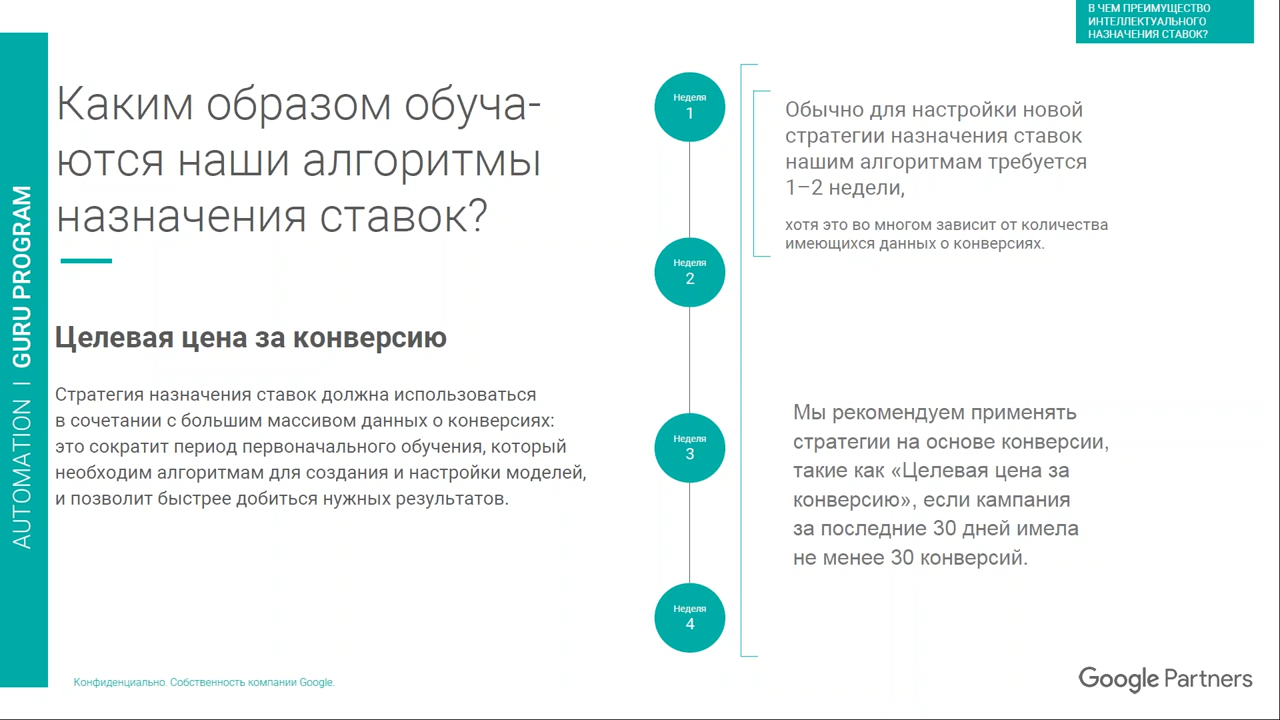 В ЧЕМ ПРЕИМУЩЕСТВО
ИНТЕЛЛЕКТУАЛЬНОГО
НАЗНАЧЕНИЯ СТАВОК?
AUTOMATION | GURU PROGRAM
Каким образом обуча-
ются наши алгоритмы
назначения ставок?
Целевая цена за конверсию
Стратегия назначения ставок должна использоваться
в сочетании с большим массивом данных о конверсиях:
это сократит период первоначального обучения, который
необходим алгоритмам для создания и настройки моделей,
и позволит быстрее добиться нужных результатов.
Неделя
1
Неделя
2
Неделя
3
Неделя
4
Обычно для настройки новой
стратегии назначения ставок
нашим алгоритмам требуется
1–2 недели,
хотя это во многом зависит от количества
имеющихся данных о конверсиях.
Мы рекомендуем применять
стратегии на основе конверсии,
такие как «Целевая цена за
конверсию», если кампания
за последние 30 дней имела
не менее 30 конверсий.
Конфиденциально. Собственность компании Google.
Google Partners